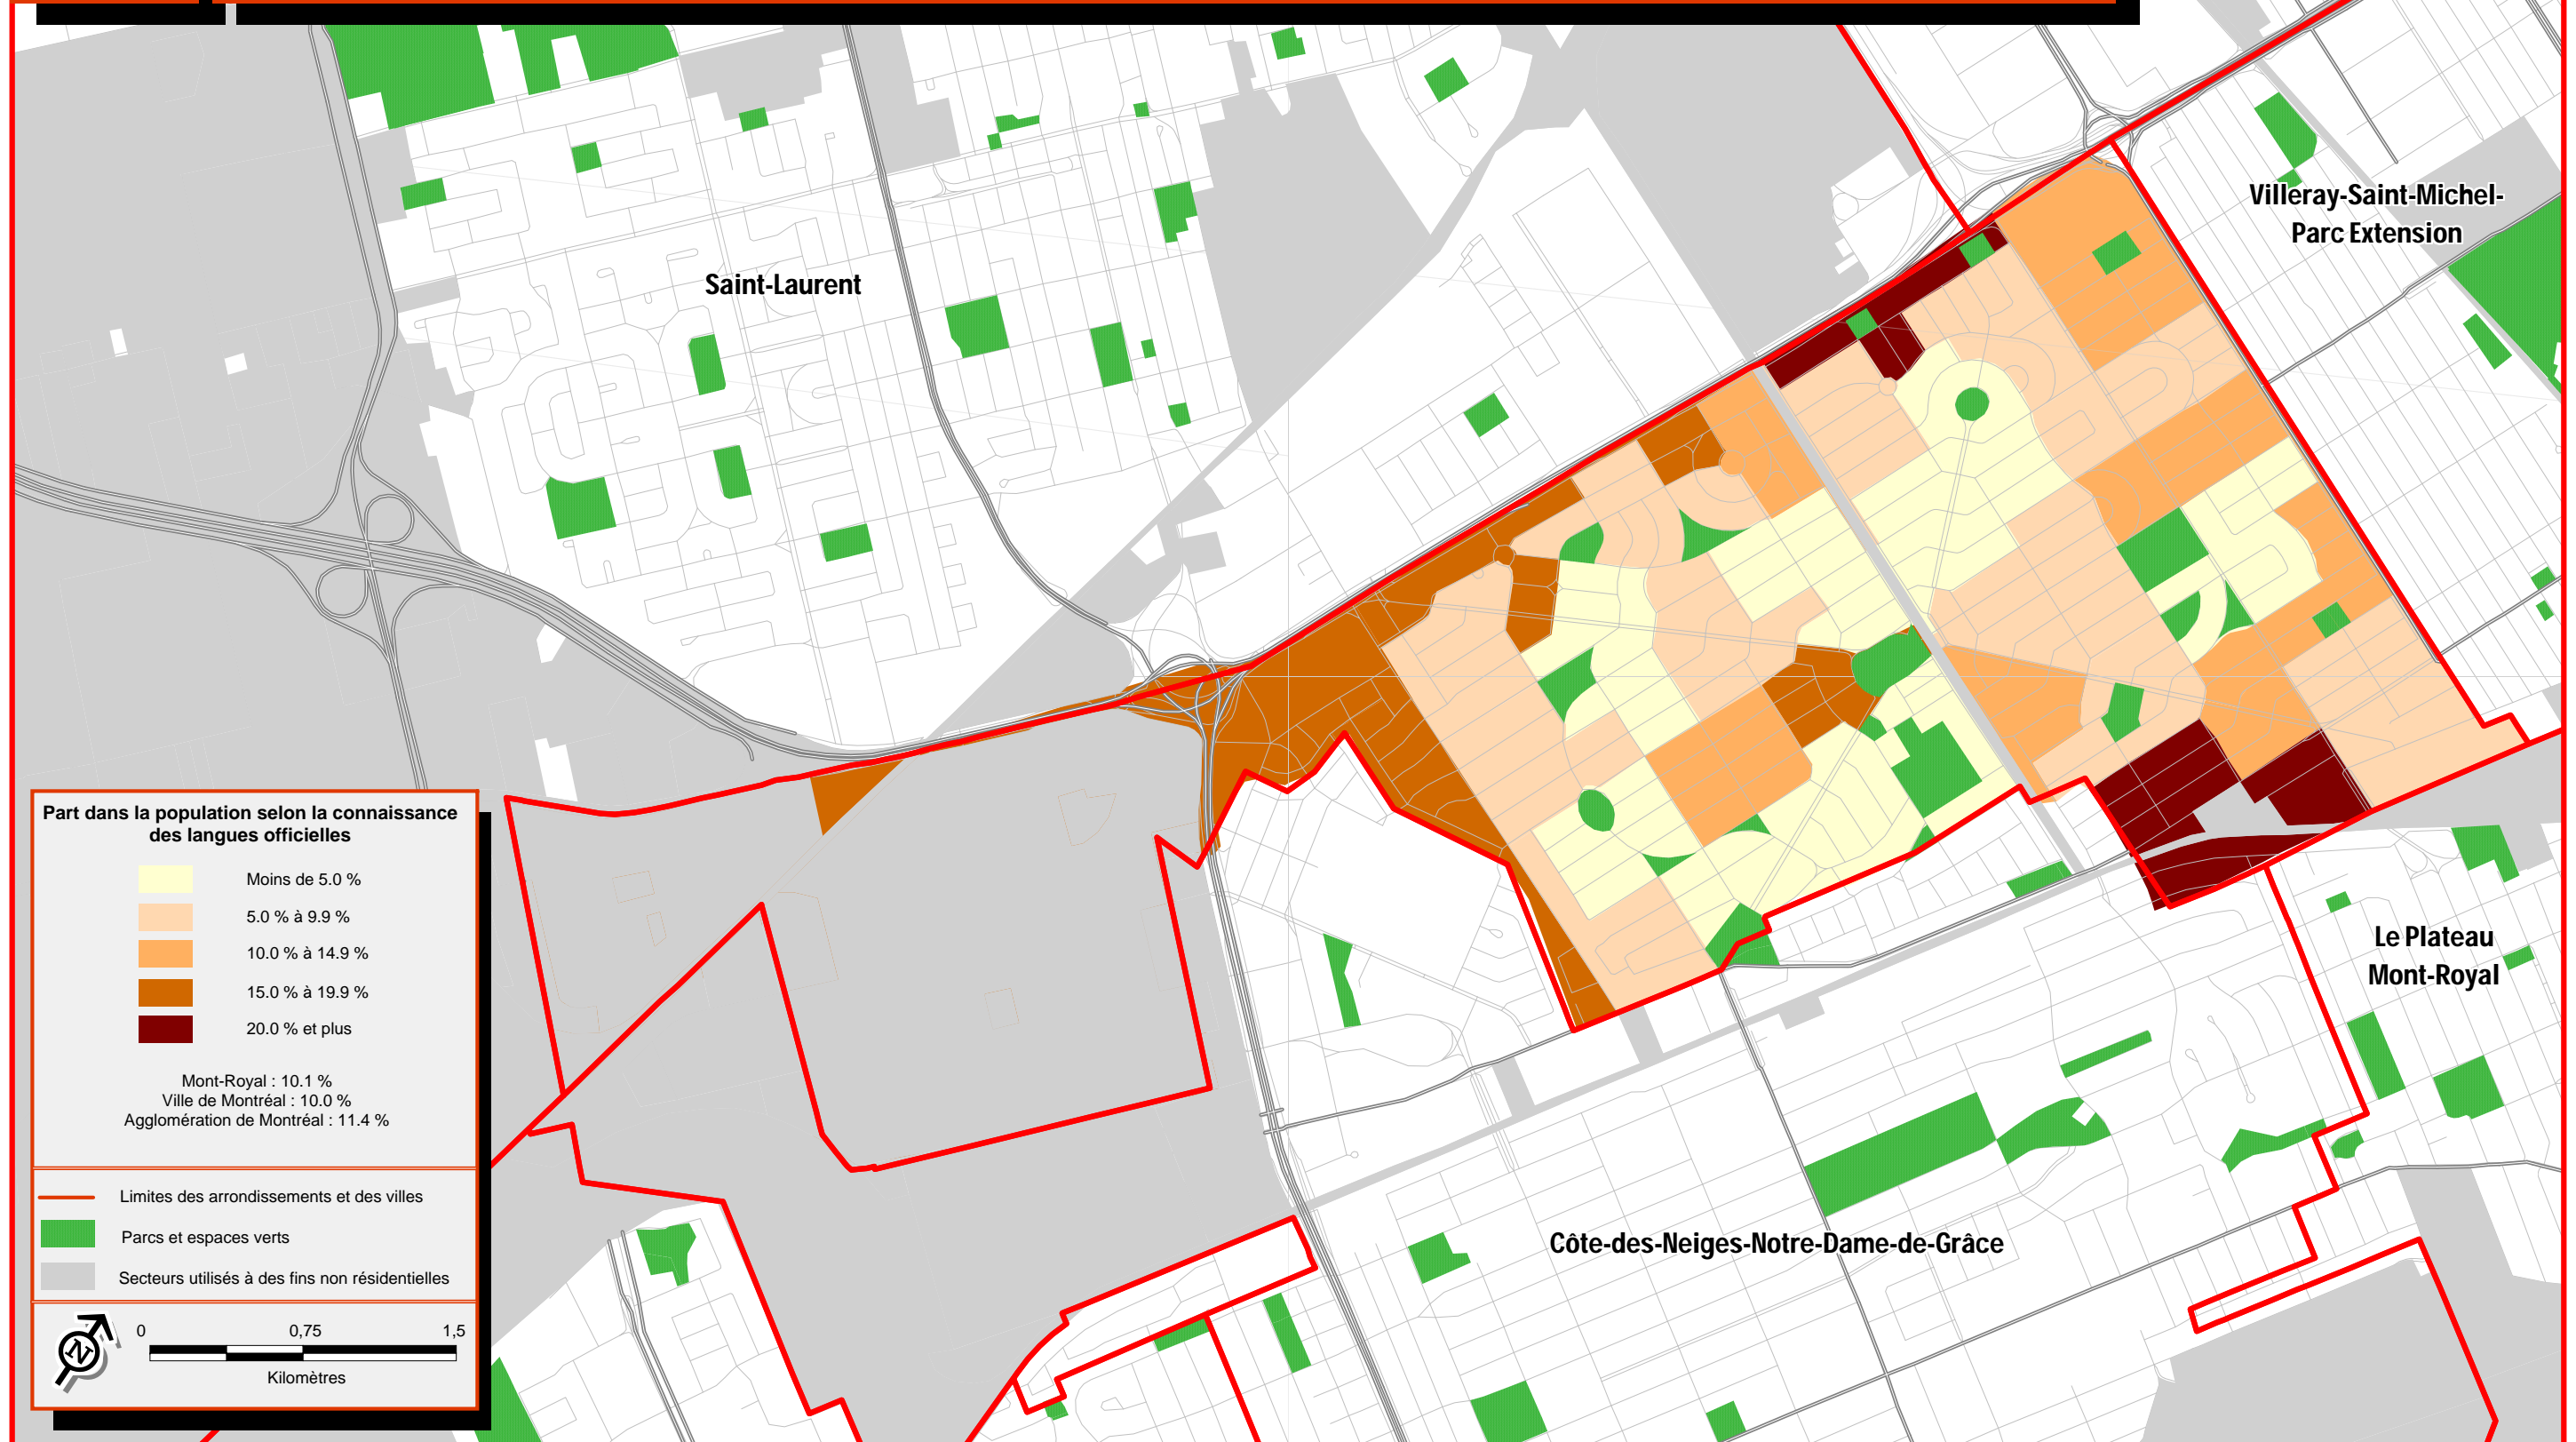 Villeray-Saint-Michel-
Parc Extension
Saint-Laurent
Le Plateau
Mont-Royal
Côte-des-Neiges-Notre-Dame-de-Grâce
Part dans la population selon la connaissance
des langues officielles
Moins de 5.0 %
5.0 % à 9.9 %
10.0 % à 14.9 %
15.0 % à 19.9 %
20.0 % et plus
Mont-Royal : 10.1 %
Ville de Montréal : 10.0 %
Agglomération de Montréal : 11.4 %
Limites des arrondissements et des villes
Parcs et espaces verts
Secteurs utilisés à des fins non résidentielles
N
0 0,75 1,5
Kilomètres